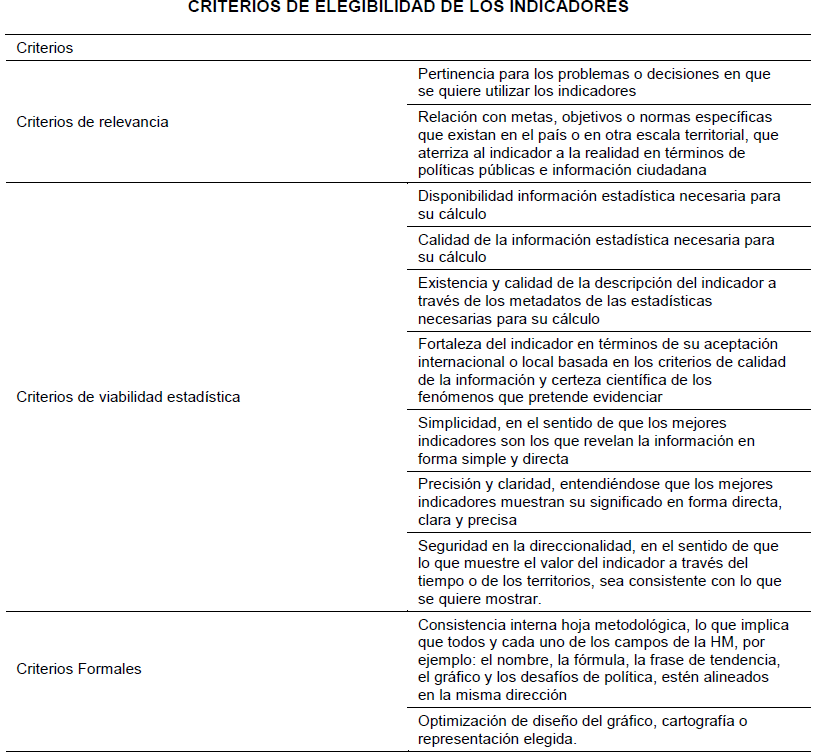 CRITERIOS DE ELEGIBILIDAD DE LOS INDICADORES
Criterios
Criterios de relevancia
Pertinencia para los problemas o decisiones en que
se quiere utilizar los indicadores
Relación con metas, objetivos o normas específicas
que existan en el país o en otra escala territorial, que
aterriza al indicador a la realidad en términos de
políticas públicas e información ciudadana
Criterios de viabilidad estadística
Disponibilidad información estadística necesaria para
su cálculo
Calidad de la información estadística necesaria para
su cálculo
Existencia y calidad de la descripción del indicador a
través de los metadatos de las estadísticas
necesarias para su cálculo
Fortaleza del indicador en términos de su aceptación
internacional o local basada en los criterios de calidad
de la información y certeza científica de los
fenómenos que pretende evidenciar
Simplicidad, en el sentido de que los mejores
indicadores son los que revelan la información en
forma simple y directa
Precisión y claridad, entendiéndose que los mejores
indicadores muestran su significado en forma directa,
clara y precisa
Seguridad en la direccionalidad, en el sentido de que
lo que muestre el valor del indicador a través del
tiempo o de los territorios, sea consistente con lo que
se quiere mostrar.
Criterios Formales
Consistencia interna hoja metodológica, lo que implica
que todos y cada uno de los campos de la HM, por
ejemplo: el nombre, la fórmula, la frase de tendencia,
el gráfico y los desafíos de política, estén alineados
en la misma dirección
Optimización de diseño del gráfico, cartografía o
representación elegida.